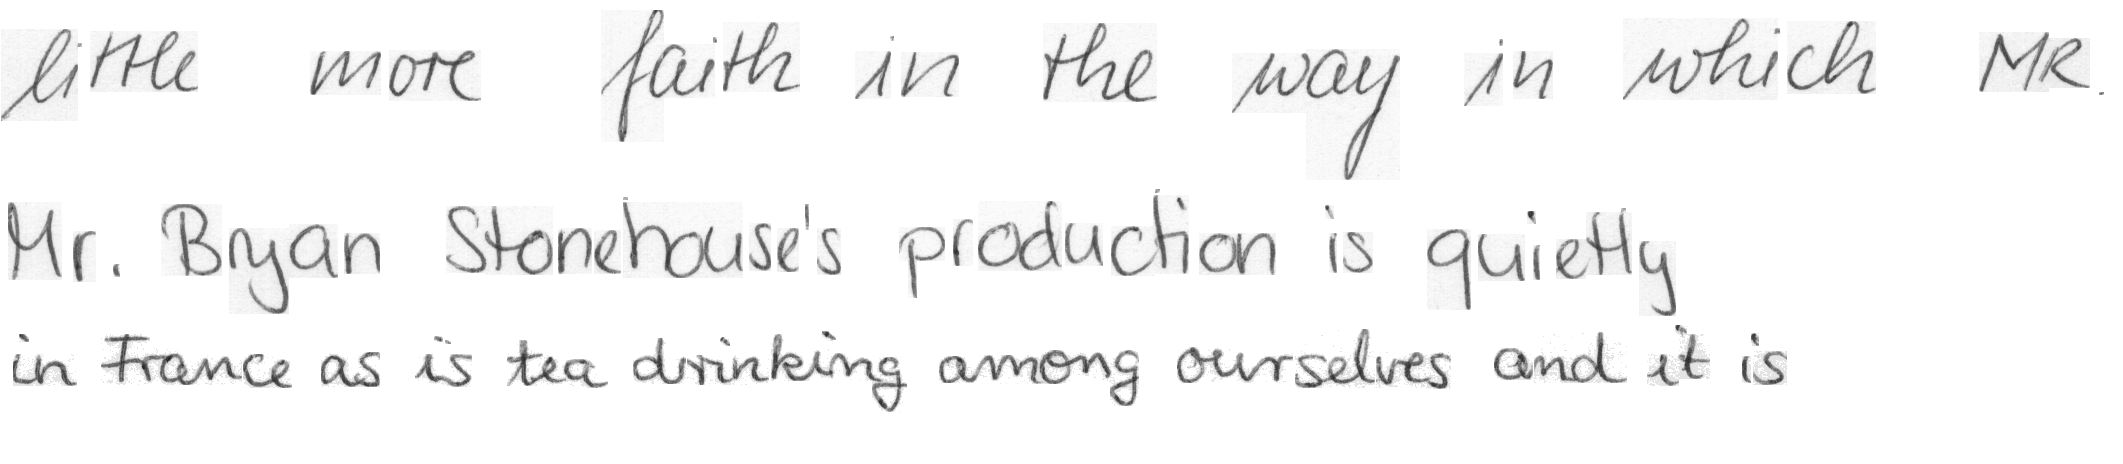 little more faith in the way in which MR.
Mr. Bryan Stonehouse's production is quietly
in France as is tea drinking among ourselves and it is